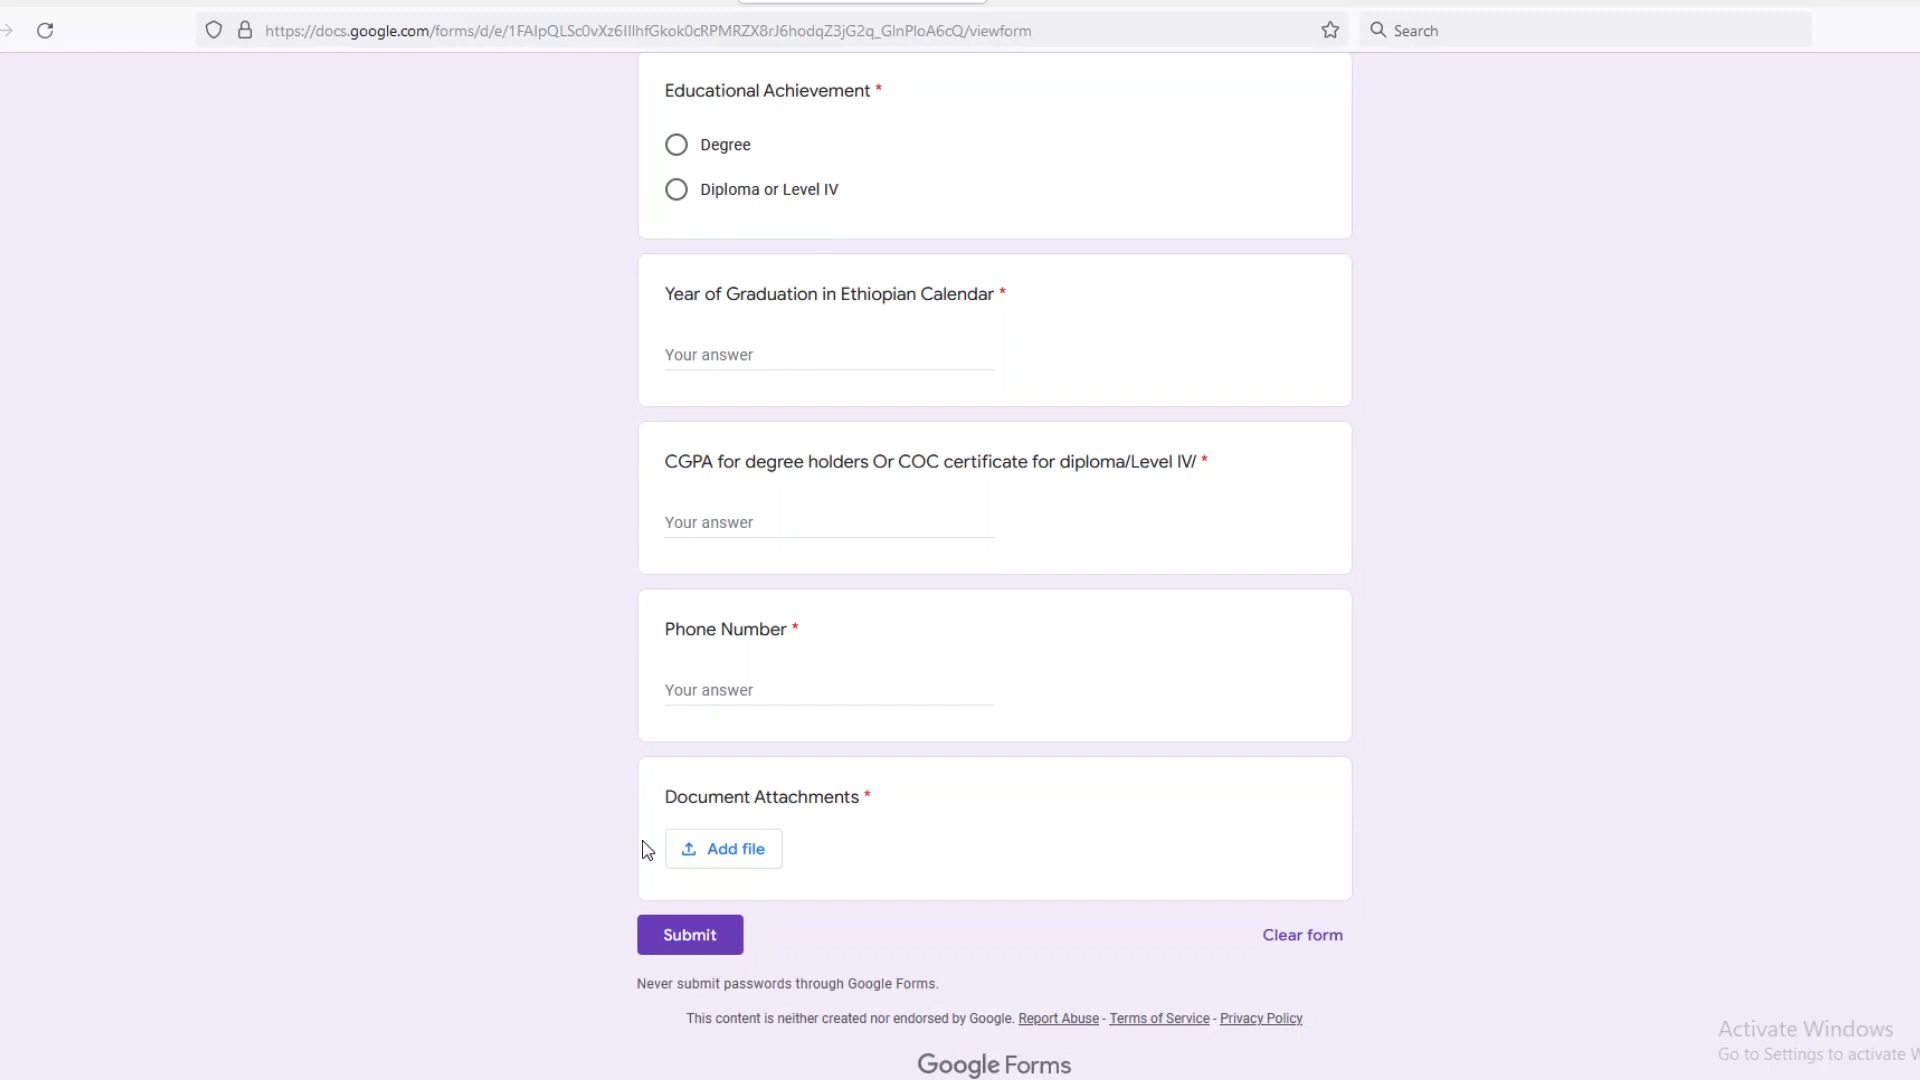 https://docs.google.com/forms/d/e/1FAIpQLSc0vXz6IIIhfGkok0cRPMRZX8rJ6hodqZ3jG2q_GlnPloA6cQ/viewform
Search
Educational Achievement *
Degree
Diploma or Level IV
Year of Graduation in Ethiopian Calendar *
Your answer
CGPA for degree holders Or COC certificate for diploma/Level IV/ *
Your answer
Phone Number *
Your answer
Document Attachments *
Add file
Submit
Clear form
Never submit passwords through Google Forms.
This content is neither created nor endorsed by Google. Report Abuse - Terms of Service - Privacy Policy
Google Forms
Activate Windows
Go to Settings to activate W